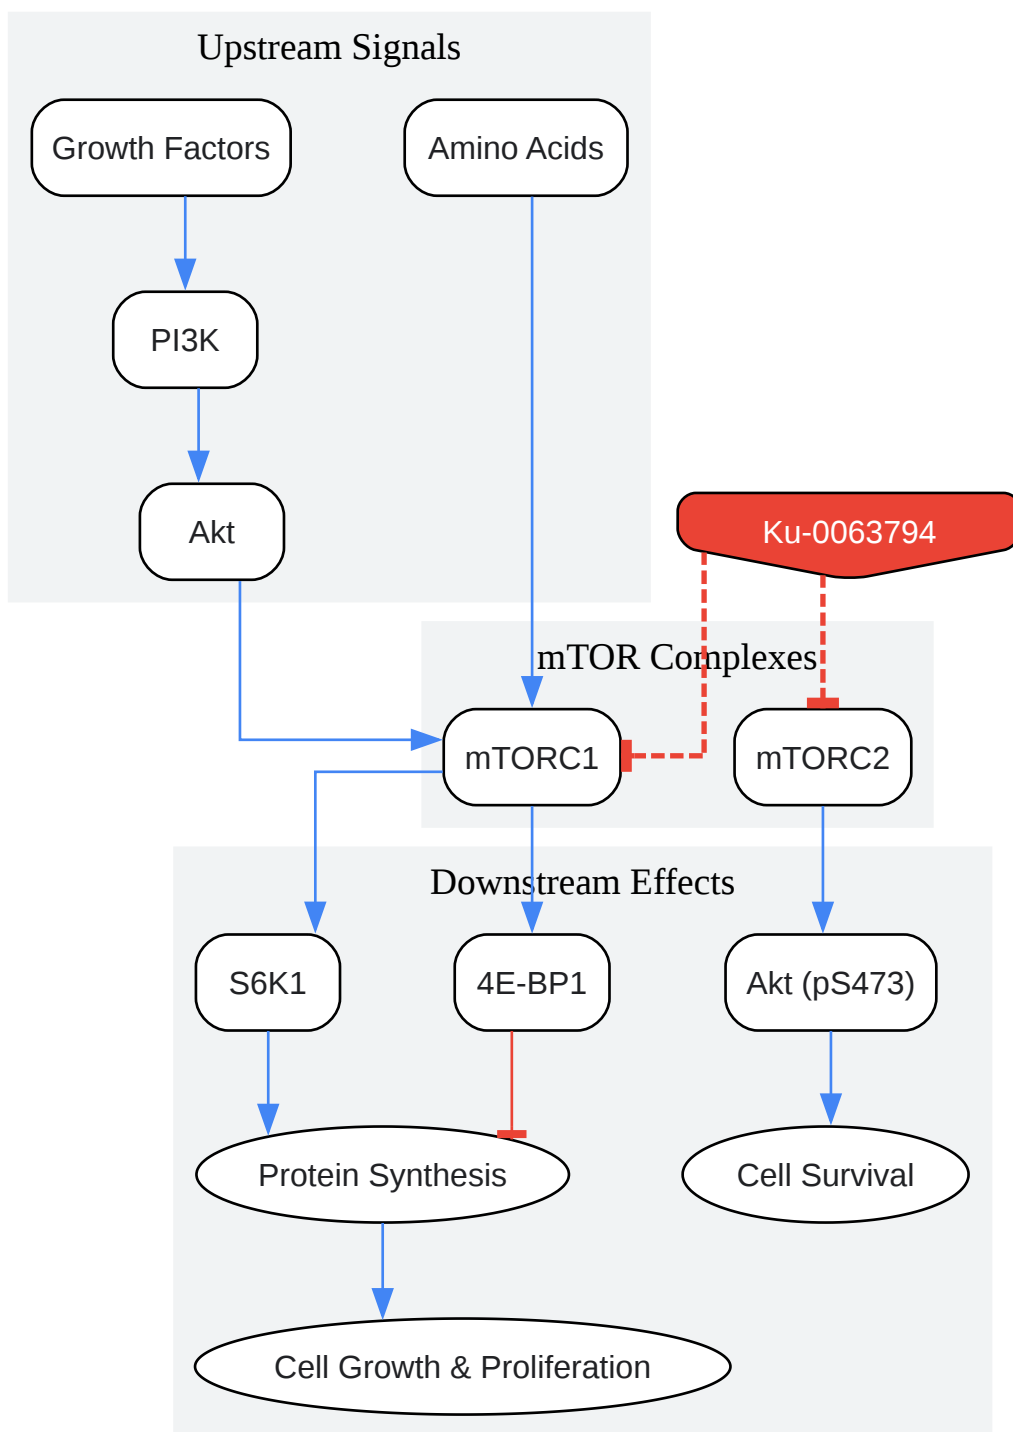 Upstream Signals
Growth Factors
Amino Acids
PI3K
Akt
Ku-0063794
mTOR Complexes
mTORC1
mTORC2
Downstream Effects
S6K1
4E-BP1
Akt (pS473)
Protein Synthesis
Cell Survival
Cell Growth & Proliferation